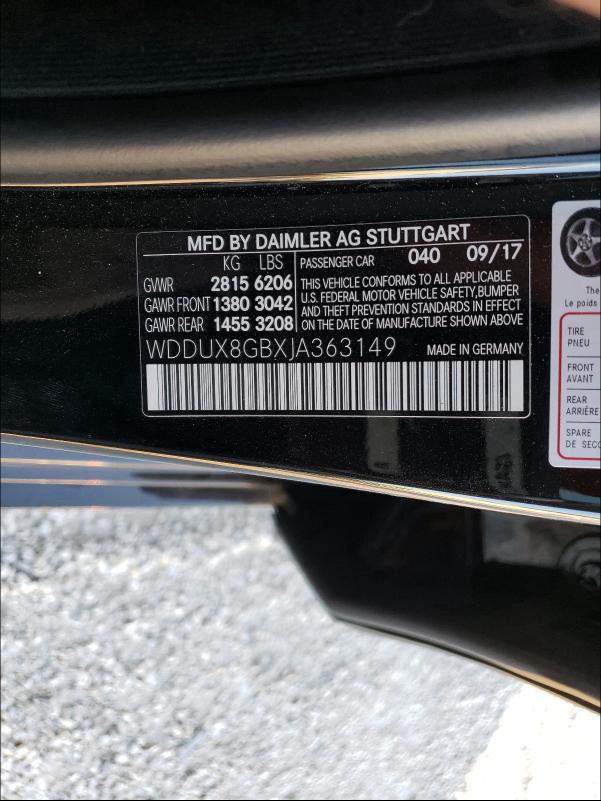 MFD BY DAIMLER AG STUTTGART
KG LBS PASSENGER CAR 040 09/17
GVWR 2815 6206
GAWR FRONT 1380 3042
GAWR REAR 1455 3208
THIS VEHICLE CONFORMS TO ALL APPLICABLE
U.S. FEDERAL MOTOR VEHICLE SAFETY, BUMPER
AND THEFT PREVENTION STANDARDS IN EFFECT
ON THE DATE OF MANUFACTURE SHOWN ABOVE
WDDUX8GBXJA363149 MADE IN GERMANY
The
Le poids
TIRE
PNEU
FRONT
AVANT
REAR
ARRIÈRE
SPARE
DE SEC